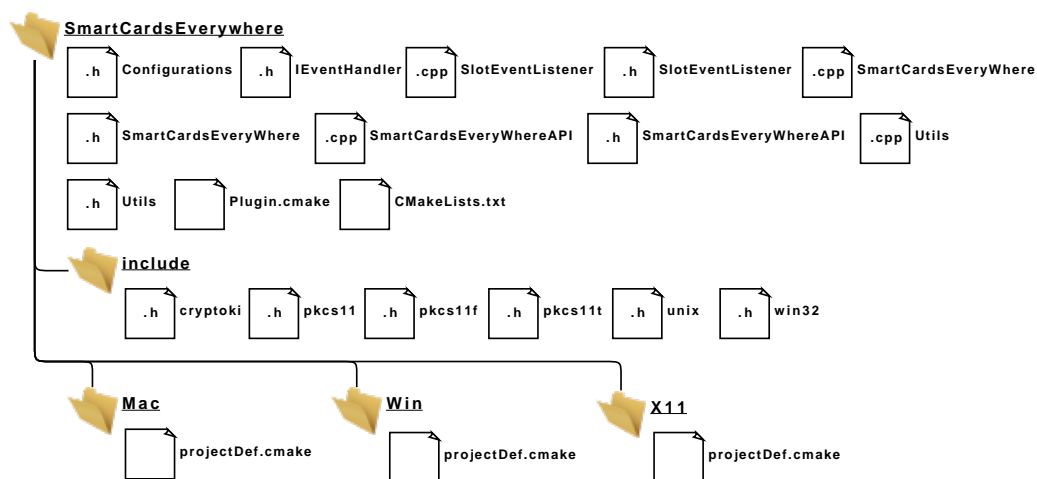 SmartCardsEverywhere
.h Configurations .h IEventHandler .cpp SlotEventListener .h SlotEventListener .cpp SmartCardsEveryWhere
.h SmartCardsEveryWhere .cpp SmartCardsEveryWhereAPI .h SmartCardsEveryWhereAPI .cpp Utils
.h Utils Plugin.cmake CMakeLists.txt
include
.h cryptoki .h pkcs11 .h pkcs11f .h pkcs11t .h unix .h win32
Mac Win X11
projectDef.cmake projectDef.cmake projectDef.cmake